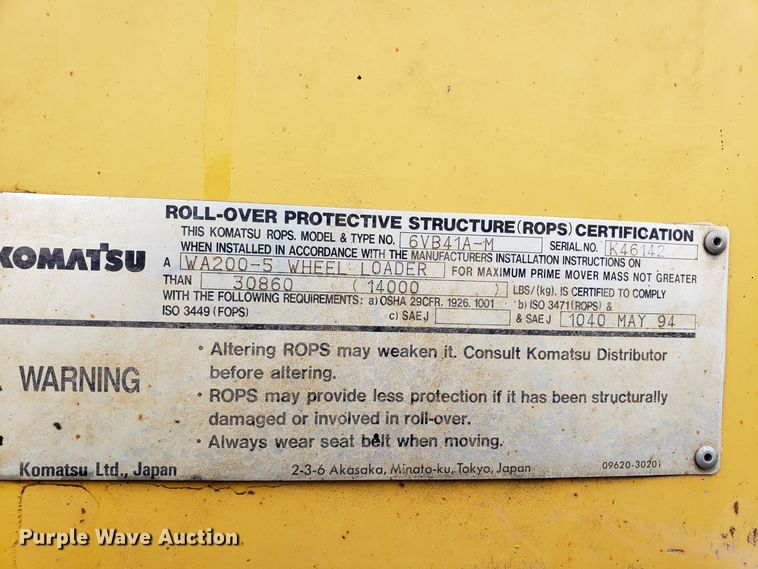 ROLL-OVER PROTECTIVE STRUCTURE(ROPS) CERTIFICATION
THIS KOMATSU ROPS. MODEL & TYPE NO. 6VB41A-M SERIAL.NO. K46142
WHEN INSTALLED IN ACCORDANCE WITH THE MANUFACTURERS INSTALLATION INSTRUCTIONS ON
KOMATSU
A WA200-5 WHEEL LOADER FOR MAXIMUM PRIME MOVER MASS NOT GREATER
THAN 30860 (14000 ) LBS/(kg). IS CERTIFIED TO COMPLY
WITH THE FOLLOWING REQUIREMENTS: a) OSHA 29CFR. 1926. 1001 b) ISO 3471(ROPS) &
ISO 3449 (FOPS) c) SAE J & SAE J 1040 MAY 94
WARNING
• Altering ROPS may weaken it. Consult Komatsu Distributor
before altering.
• ROPS may provide less protection if it has been structurally
damaged or involved in roll-over.
• Always wear seat belt when moving.
Komatsu Ltd., Japan 2-3-6 Akasaka, Minato-ku, Tokyo, Japan 09620-30201
Purple Wave Auction